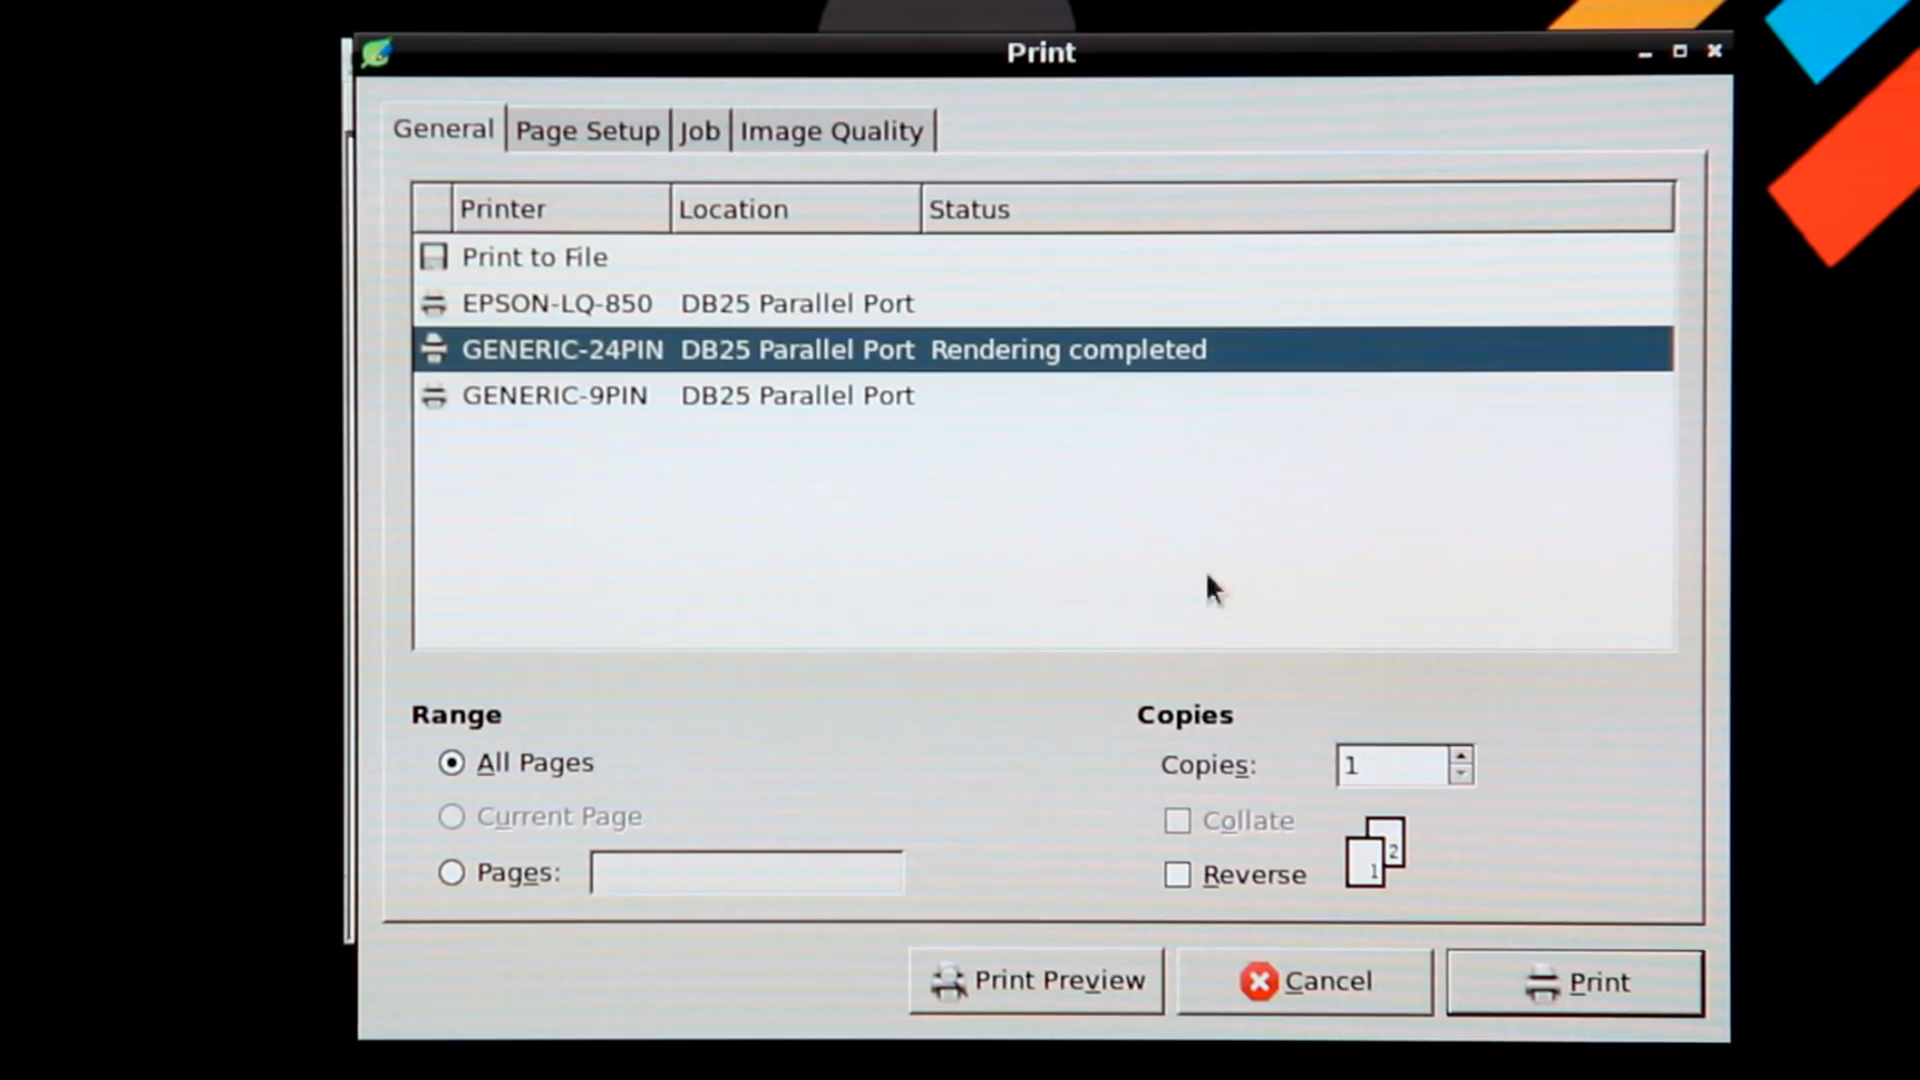 Print
General Page Setup Job Image Quality
Printer Location Status
Print to File
EPSON-LQ-850 DB25 Parallel Port
GENERIC-24PIN DB25 Parallel Port Rendering completed
GENERIC-9PIN DB25 Parallel Port
Range Copies
All Pages Copies: 1
Current Page Collate
Pages: Reverse
1 2
Print Preview Cancel Print